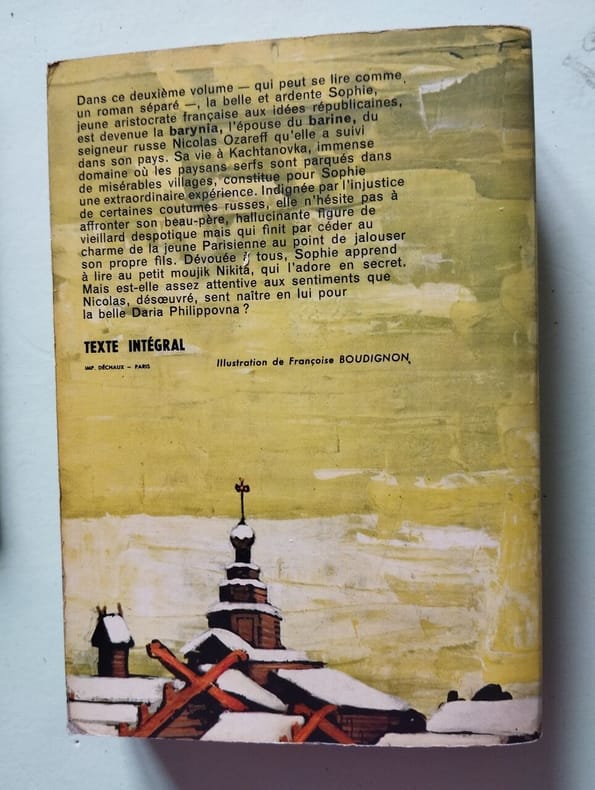 Dans ce deuxième volume — qui peut se lire comme
un roman séparé —, la belle et ardente Sophie,
jeune aristocrate française aux idées républicaines,
est devenue la barynia, l'épouse du barine, du
seigneur russe Nicolas Ozareff qu'elle a suivi
dans son pays. Sa vie à Kachtanovka, immense
domaine où les paysans serfs sont parqués dans
de misérables villages, constitue pour Sophie
une extraordinaire expérience. Indignée par l'injustice
de certaines coutumes russes, elle n'hésite pas à
affronter son beau-père, hallucinante figure de
vieillard despotique mais qui finit par céder au
charme de la jeune Parisienne au point de jalouser
son propre fils. Dévouée à tous, Sophie apprend
à lire au petit moujik Nikita, qui l'adore en secret.
Mais est-elle assez attentive aux sentiments que
Nicolas, désœuvré, sent naître en lui pour
la belle Daria Philippovna ?
TEXTE INTÉGRAL
IMP. DÉCHAUX – PARIS
Illustration de Françoise BOUDIGNON